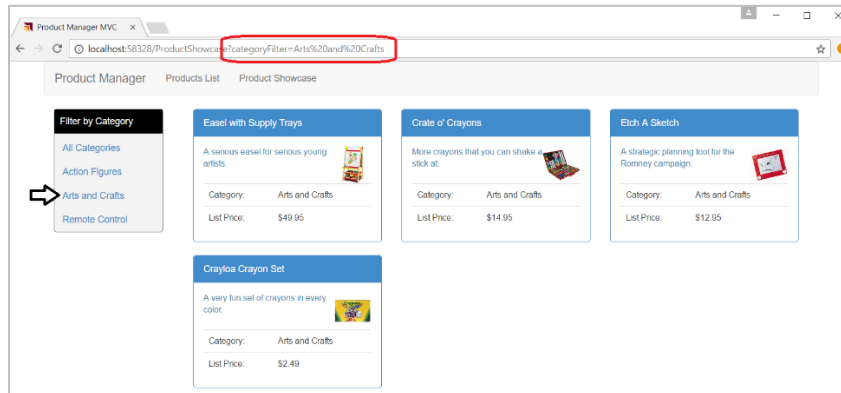 Product Manager MVC
localhost:58328/ProductShowcase?categoryFilter=Arts%20and%20Crafts
Product Manager Products List Product Showcase
Filter by Category
All Categories
Action Figures
Arts and Crafts
Remote Control
Easel with Supply Trays
A serious easel for serious young
artists.
Category: Arts and Crafts
List Price: $49.95
Crate o' Crayons
More crayons that you can shake a
stick at.
Category: Arts and Crafts
List Price: $14.95
Etch A Sketch
A strategic planning tool for the
Romney campaign.
Category: Arts and Crafts
List Price: $12.95
Crayloa Crayon Set
A very fun set of crayons in every
color.
Category: Arts and Crafts
List Price: $2.49